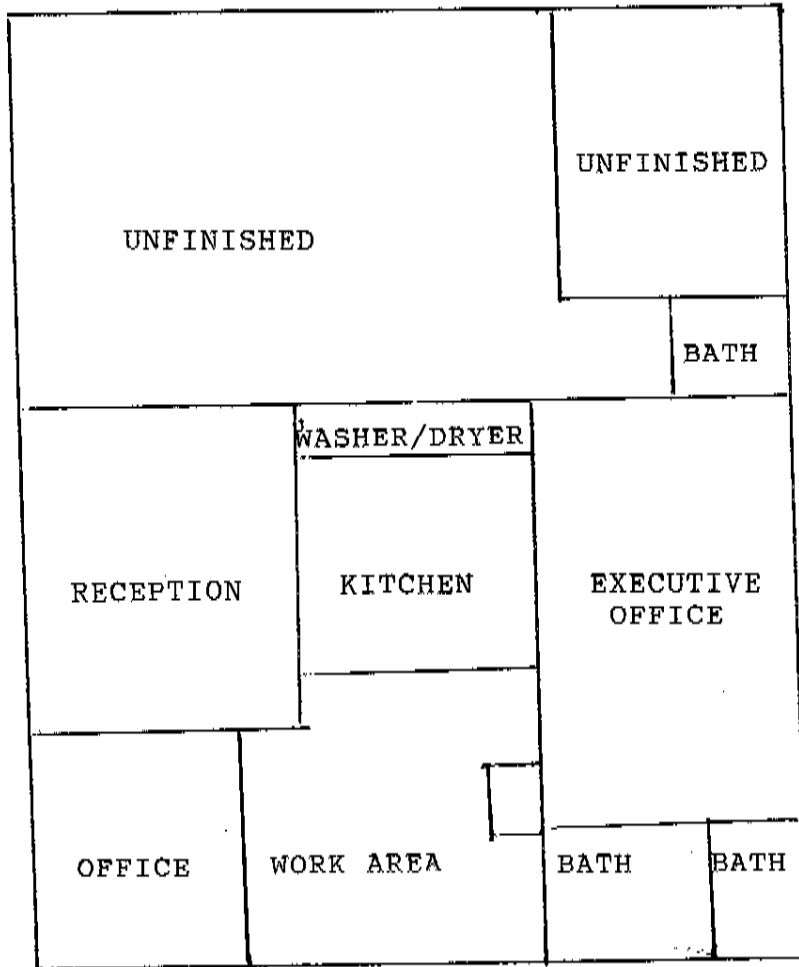 UNFINISHED
UNFINISHED
BATH
WASHER/DRYER
RECEPTION
KITCHEN
EXECUTIVE
OFFICE
OFFICE
WORK AREA
BATH
BATH